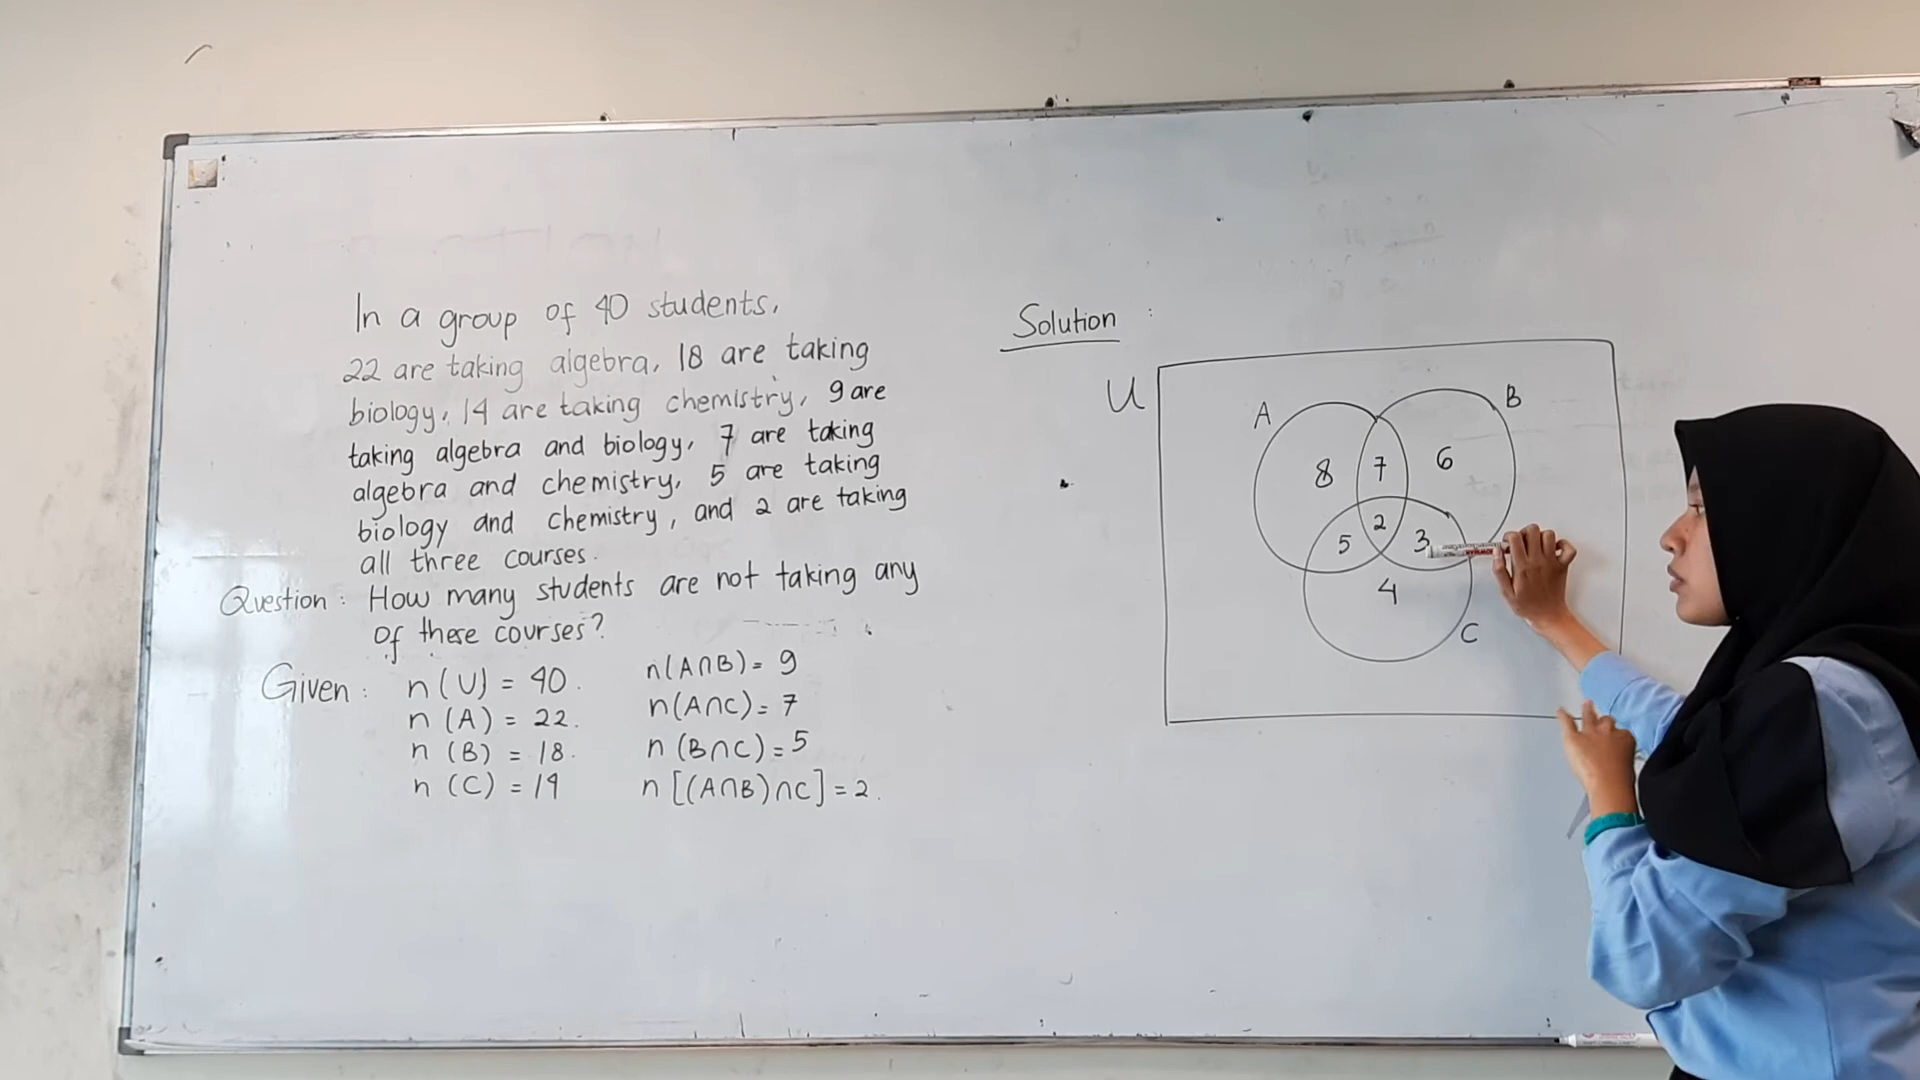 In a group of 40 students,
22 are taking algebra, 18 are taking
biology, 14 are taking chemistry, 9 are
taking algebra and biology, 7 are taking
algebra and chemistry, 5 are taking
biology and chemistry, and 2 are taking
all three courses.
Question: How many students are not taking any
of these courses?
Given: n(U) = 40.
n(A) = 22.
n(B) = 18.
n(C) = 14
n(A∩B) = 9
n(A∩C) = 7
n(B∩C) = 5
n[(A∩B)∩C] = 2.
Solution:
U
A
B
8 7 6
2
5 3
4
C